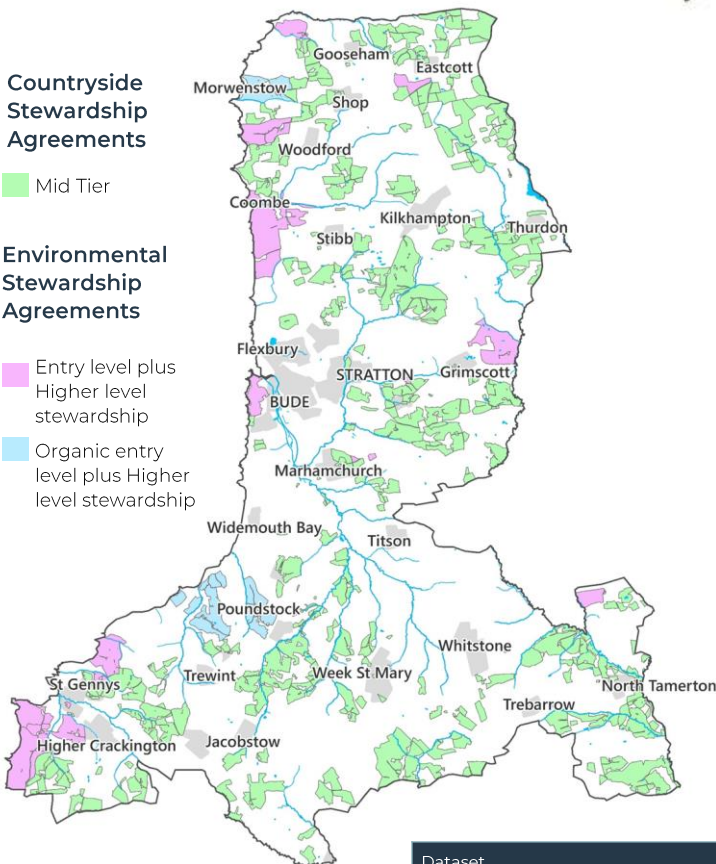 Countryside
Stewardship
Agreements
Mid Tier
Environmental
Stewardship
Agreements
Entry level plus
Higher level
stewardship
Organic entry
level plus Higher
level stewardship
Gooseham
Eastcott
Morwenstow
Shop
Woodford
Coombe
Kilkhampton
Thurdon
Stibb
Flexbury
STRATTON
Grimscott
BUDE
Marhamchurch
Widemouth Bay
Titson
Poundstock
Whitstone
Trewint
Week St Mary
St Gennys
North Tamerton
Trebarrow
Higher Crackington
Jacobstow
Dataset